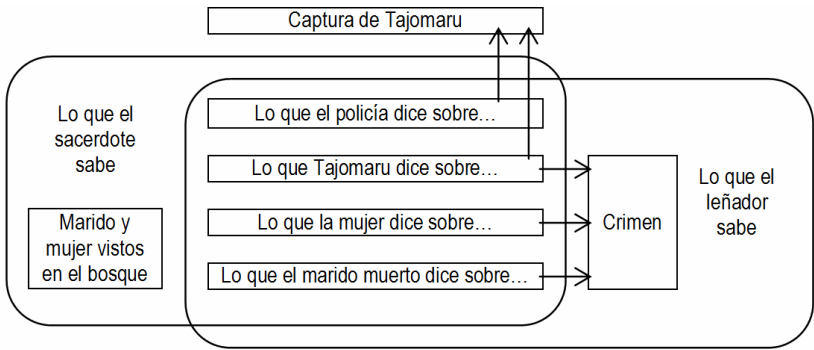 Captura de Tajomaru
Lo que el
sacerdote
sabe
Marido y
mujer vistos
en el bosque
Lo que el policía dice sobre…
Lo que Tajomaru dice sobre…
Lo que la mujer dice sobre…
Lo que el marido muerto dice sobre…
Crimen
Lo que el
leñador
sabe